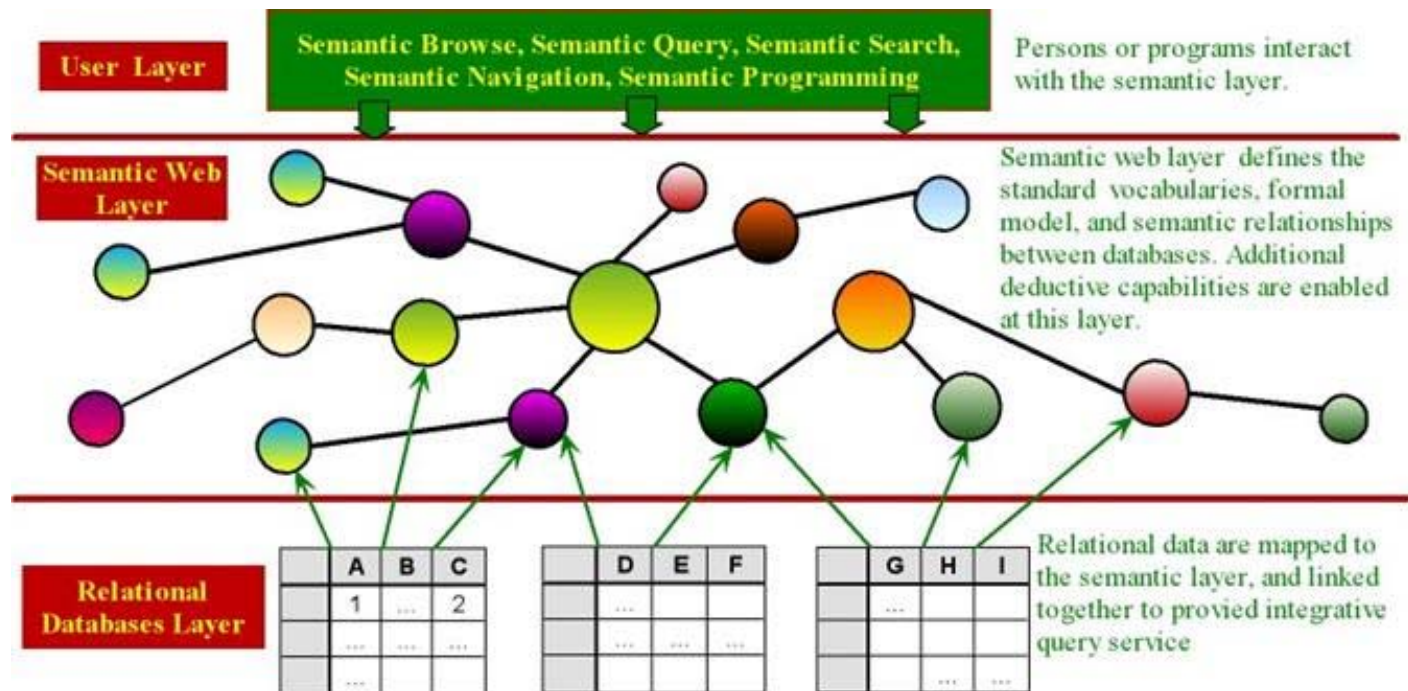 User Layer
Semantic Browse, Semantic Query, Semantic Search,
Semantic Navigation, Semantic Programming
Persons or programs interact
with the semantic layer.
Semantic Web
Layer
Semantic web layer defines the
standard vocabularies, formal
model, and semantic relationships
between databases. Additional
deductive capabilities are enabled
at this layer.
Relational
Databases Layer
A B C
1 ... 2
... ... ...
...
D E F
...
... ... ...
G H I
...
... ...
Relational data are mapped to
the semantic layer, and linked
together to provied integrative
query service